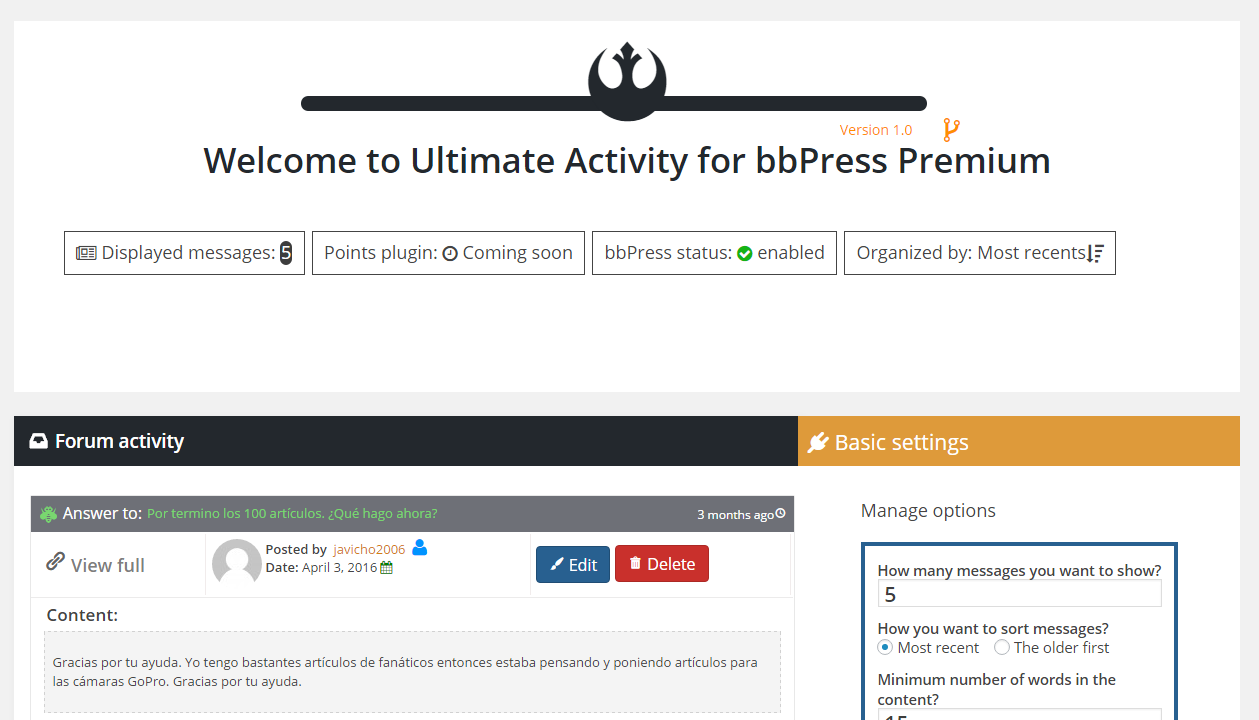 Version 1.0
Welcome to Ultimate Activity for bbPress Premium
Displayed messages: 5
Points plugin: Coming soon
bbPress status: enabled
Organized by: Most recents
Forum activity
Basic settings
Answer to: Por termino los 100 artículos. ¿Qué hago ahora?
3 months ago
View full
Posted by javicho2006
Date: April 3, 2016
Edit
Delete
Content:
Gracias por tu ayuda. Yo tengo bastantes artículos de fanáticos entonces estaba pensando y poniendo artículos para
las cámaras GoPro. Gracias por tu ayuda.
Manage options
How many messages you want to show?
5
How you want to sort messages?
Most recent The older first
Minimum number of words in the
content?
15